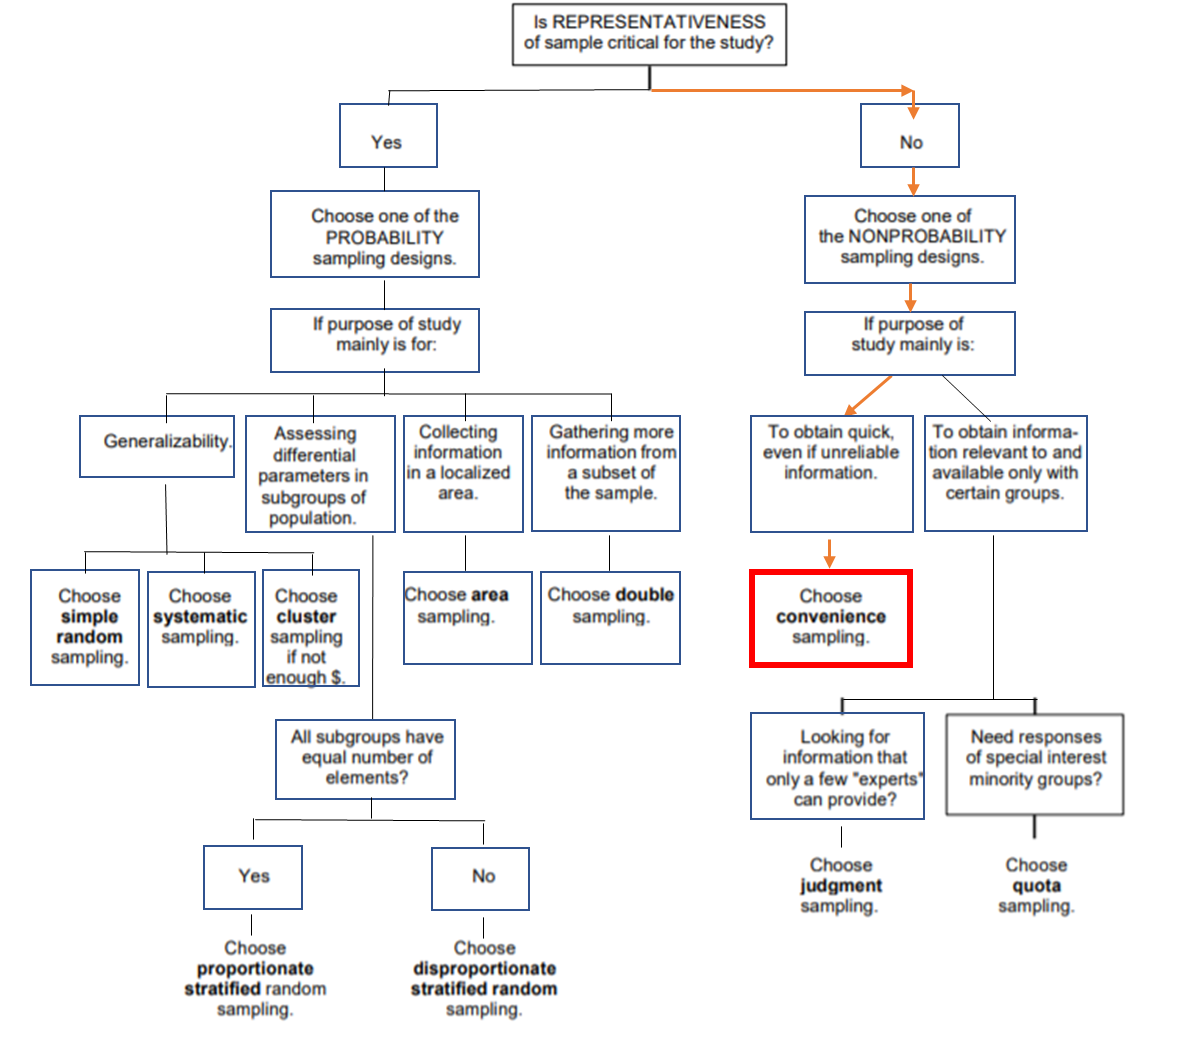 Is REPRESENTATIVENESS
of sample critical for the study?
Yes
No
Choose one of the
PROBABILITY
sampling designs.
Choose one of
the NONPROBABILITY
sampling designs.
If purpose of study
mainly is for:
If purpose of
study mainly is:
Generalizability.
Assessing
differential
parameters in
subgroups of
population.
Collecting
information
in a localized
area.
Gathering more
information from
a subset of
the sample.
To obtain quick,
even if unreliable
information.
To obtain informa-
tion relevant to and
available only with
certain groups.
Choose
simple
random
sampling.
Choose
systematic
sampling.
Choose
cluster
sampling
if not
enough $.
Choose area
sampling.
Choose double
sampling.
Choose
convenience
sampling.
All subgroups have
equal number of
elements?
Looking for
information that
only a few "experts"
can provide?
Need responses
of special interest
minority groups?
Yes
No
Choose
judgment
sampling.
Choose
quota
sampling.
Choose
proportionate
stratified random
sampling.
Choose
disproportionate
stratified random
sampling.